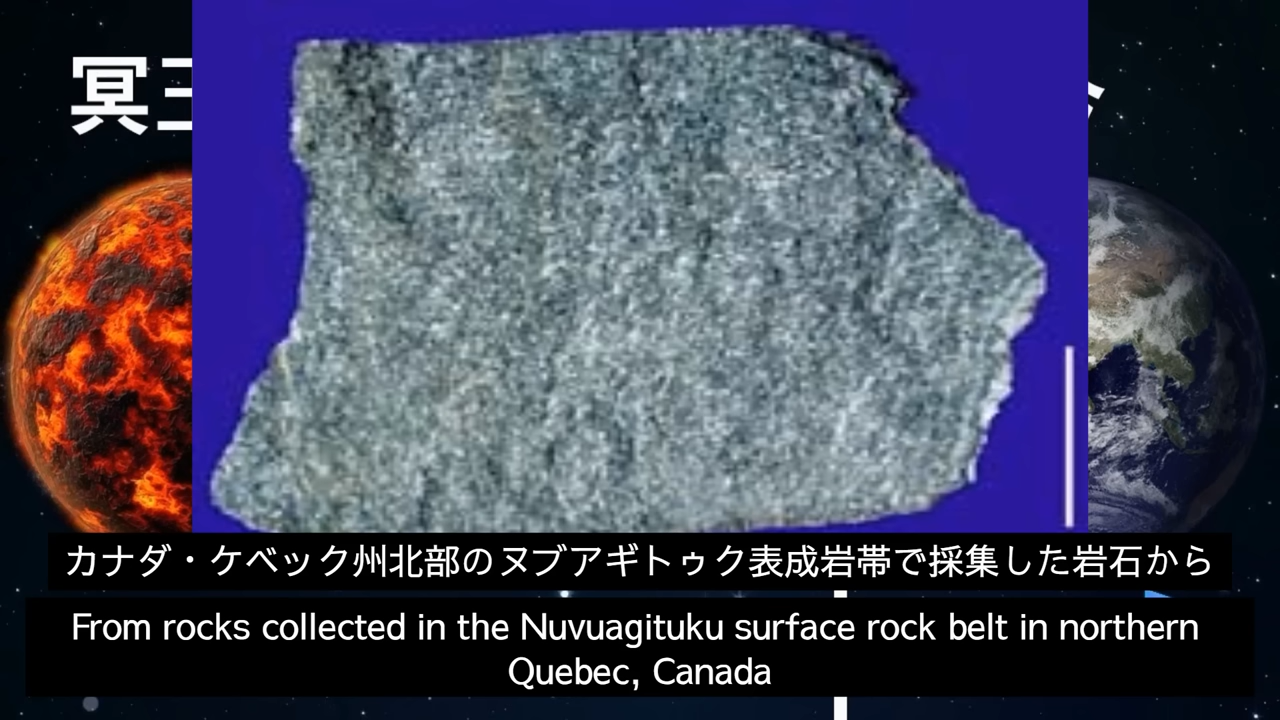 冥
カナダ・ケベック州北部のヌブアギトゥク表成岩帯で採集した岩石から
From rocks collected in the Nuvuagituku surface rock belt in northern
Quebec, Canada